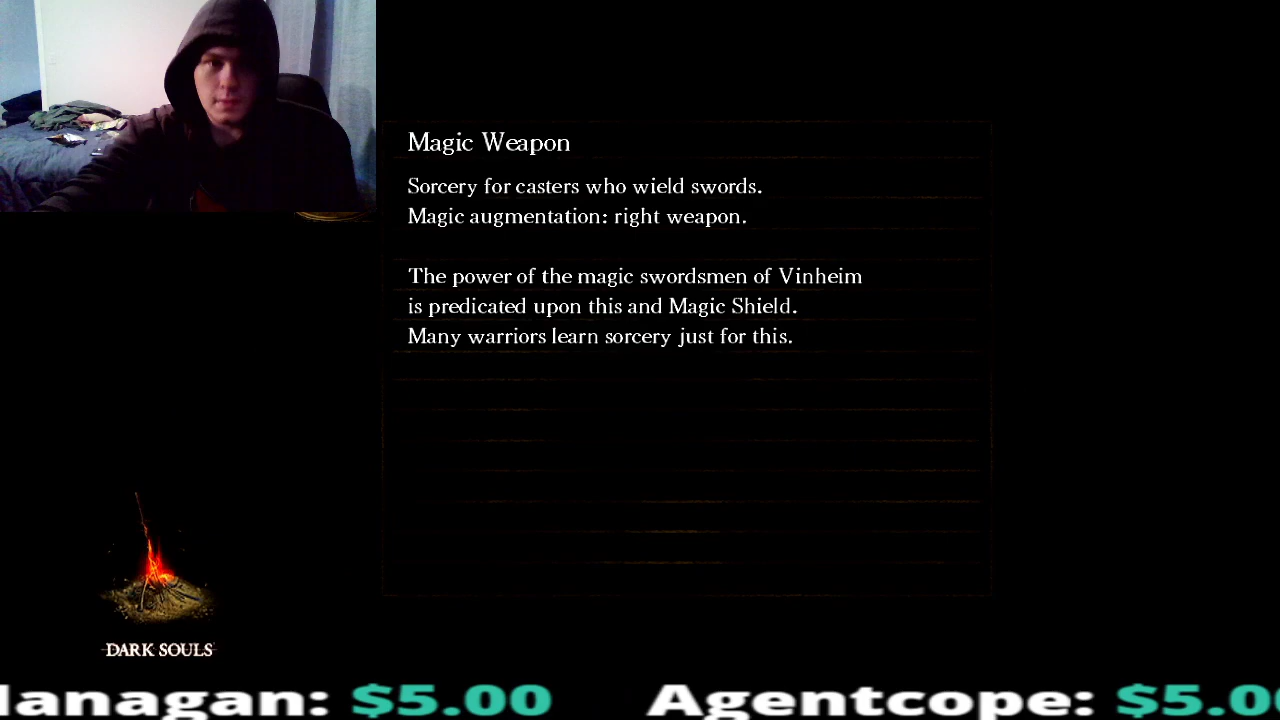 Magic Weapon
Sorcery for casters who wield swords.
Magic augmentation: right weapon.
The power of the magic swordsmen of Vinheim
is predicated upon this and Magic Shield.
Many warriors learn sorcery just for this.
DARK SOULS
lanagan: $5.00 Agentcope: $5.0